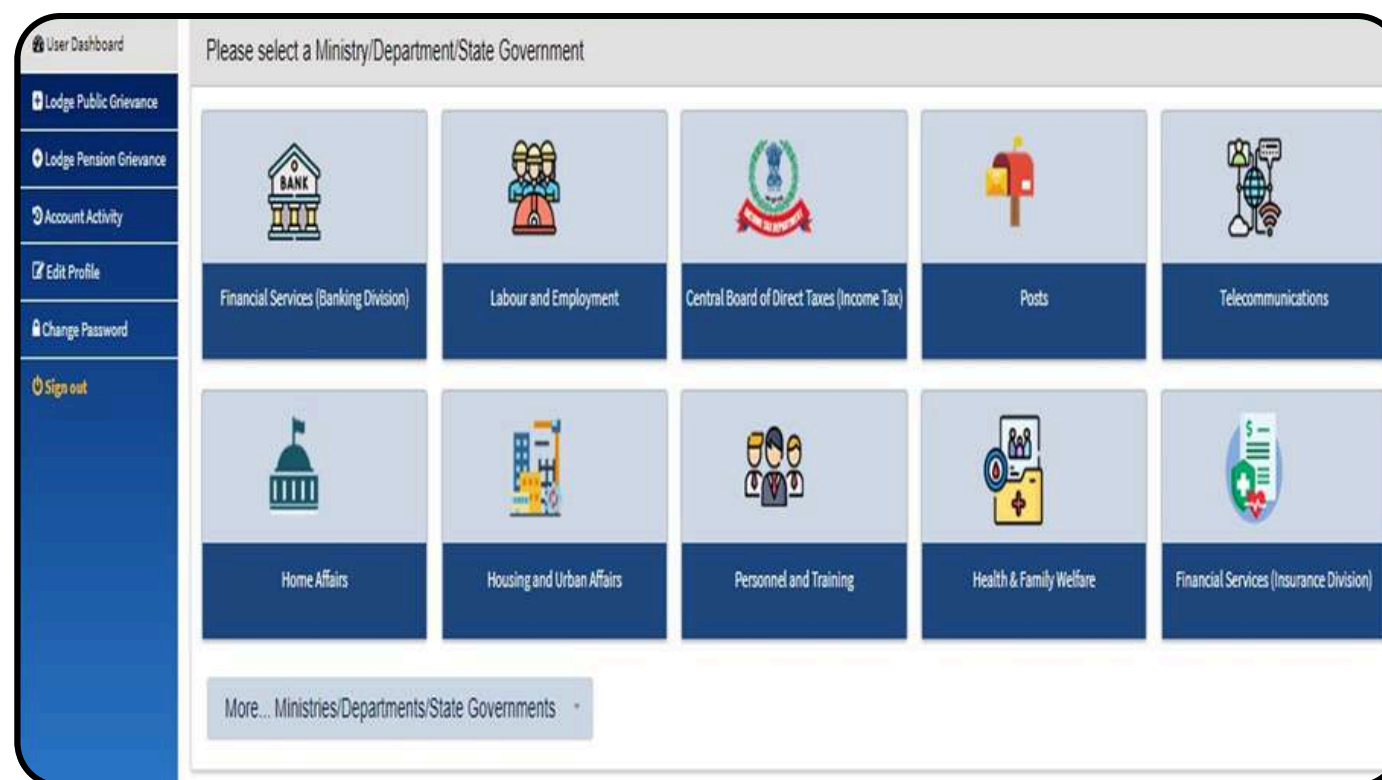 User Dashboard
Please select a Ministry/Department/State Government
Lodge Public Grievance
Lodge Pension Grievance
Account Activity
Edit Profile
Change Password
Sign out
BANK
Financial Services (Banking Division)
Labour and Employment
Central Board of Direct Taxes (Income Tax)
Posts
Telecommunications
Home Affairs
Housing and Urban Affairs
Personnel and Training
Health & Family Welfare
$
Financial Services (Insurance Division)
More... Ministries/Departments/State Governments